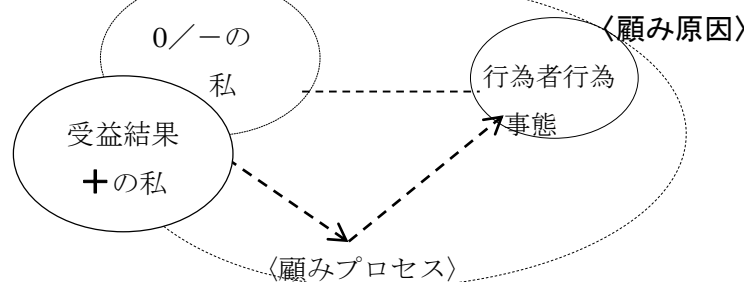 〈顧み原因〉
0／－の
私
行為者行為
事態
受益結果
＋の私
〈顧みプロセス〉